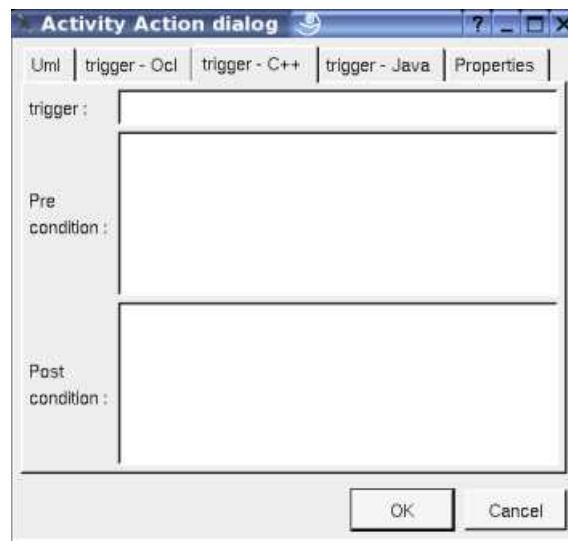 Activity Action dialog
Uml trigger - Ocl trigger - C++ trigger - Java Properties
trigger :
Pre
condition :
Post
condition :
OK Cancel